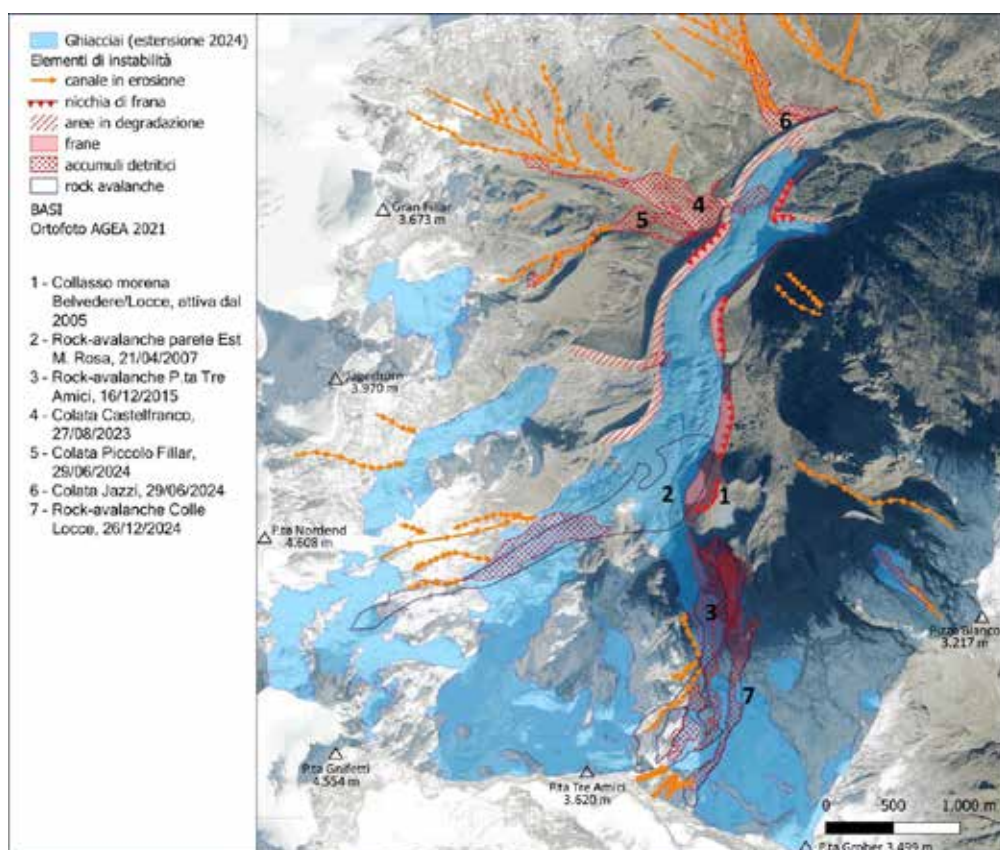 Ghiacciai (estensione 2024)
Elementi di instabilità
canale in erosione
nicchia di frana
aree in degradazione
frane
accumuli detritici
rock avalanche
BASI
Ortofoto AGEA 2021
1 - Collasso morena
Belvedere/Locce, attiva dal
2005
2 - Rock-avalanche parete Est
M. Rosa, 21/04/2007
3 - Rock-avalanche P.ta Tre
Amici, 16/12/2015
4 - Colata Castelfranco,
27/08/2023
5 - Colata Piccolo Fillar,
29/06/2024
6 - Colata Jazzi, 29/06/2024
7 - Rock-avalanche Colle
Locce, 26/12/2024
6
Gran Fillar
3.673 m
4
5
3.970 m
2
1
P.ta Nordend
4.608 m
3
3.217 m
7
P.ta Gnifetti
4.554 m
P.ta Tre Amici
3.620 m
0 500 1.000 m
P.ta Grober 3.499 m